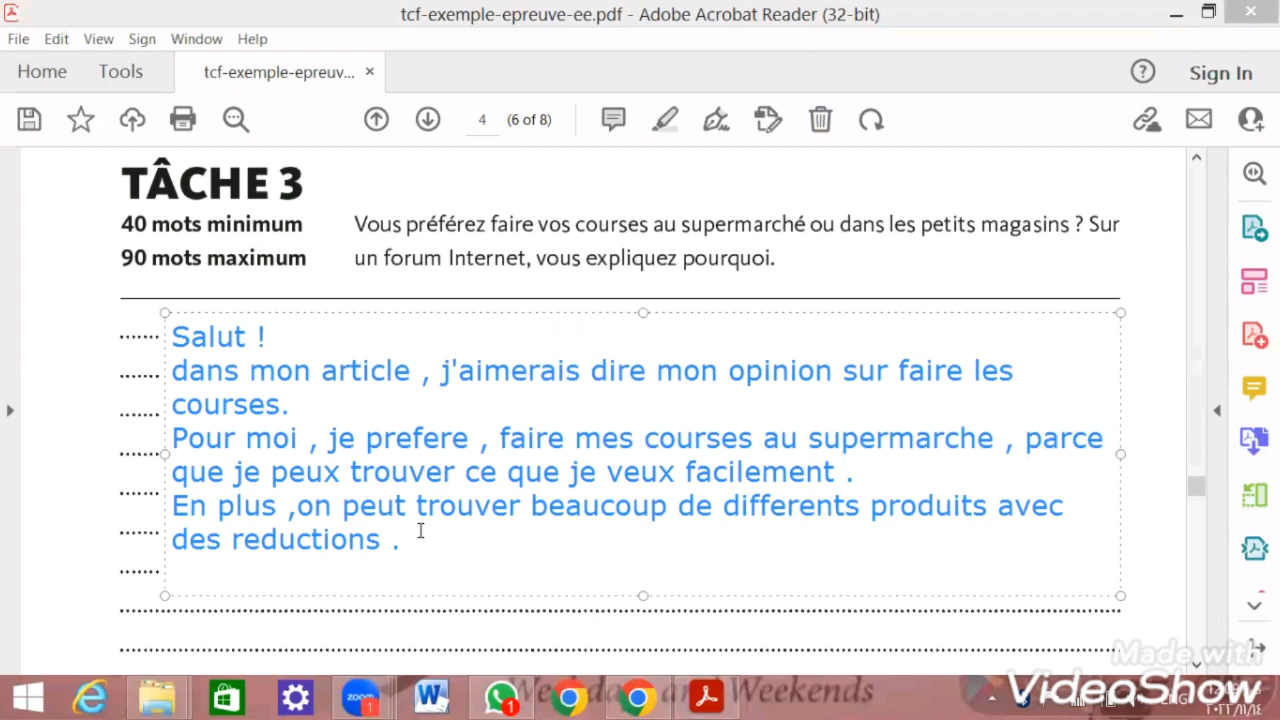 tcf-exemple-epreuve-ee.pdf - Adobe Acrobat Reader (32-bit)
File Edit View Sign Window Help
Home Tools tcf-exemple-epreuv... × Sign In
4 (6 of 8)
TÂCHE 3
40 mots minimum
90 mots maximum
Vous préférez faire vos courses au supermarché ou dans les petits magasins ? Sur
un forum Internet, vous expliquez pourquoi.
Salut !
dans mon article , j'aimerais dire mon opinion sur faire les
courses.
Pour moi , je prefere , faire mes courses au supermarche , parce
que je peux trouver ce que je veux facilement .
En plus ,on peut trouver beaucoup de differents produits avec
des reductions .
Made with
VideoShow
and Weekends
zoom